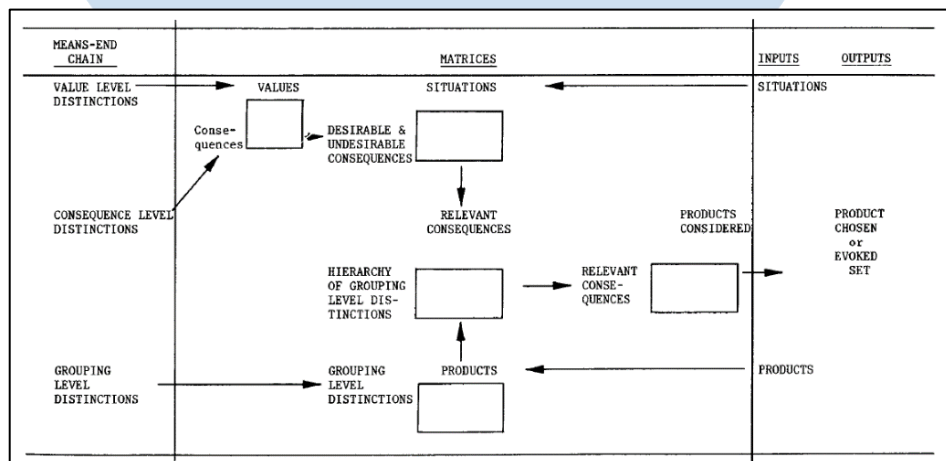 MEANS-END
CHAIN
MATRICES
INPUTS
OUTPUTS
VALUE LEVEL
DISTINCTIONS
VALUES
SITUATIONS
SITUATIONS
Conse-
quences
DESIRABLE &
UNDESIRABLE
CONSEQUENCES
CONSEQUENCE LEVEL
DISTINCTIONS
RELEVANT
CONSEQUENCES
PRODUCTS
CONSIDERED
PRODUCT
CHOSEN
or
EVOKED
SET
HIERARCHY
OF GROUPING
LEVEL DIS-
TINCTIONS
RELEVANT
CONSE-
QUENCES
GROUPING
LEVEL
DISTINCTIONS
GROUPING
LEVEL
DISTINCTIONS
PRODUCTS
PRODUCTS